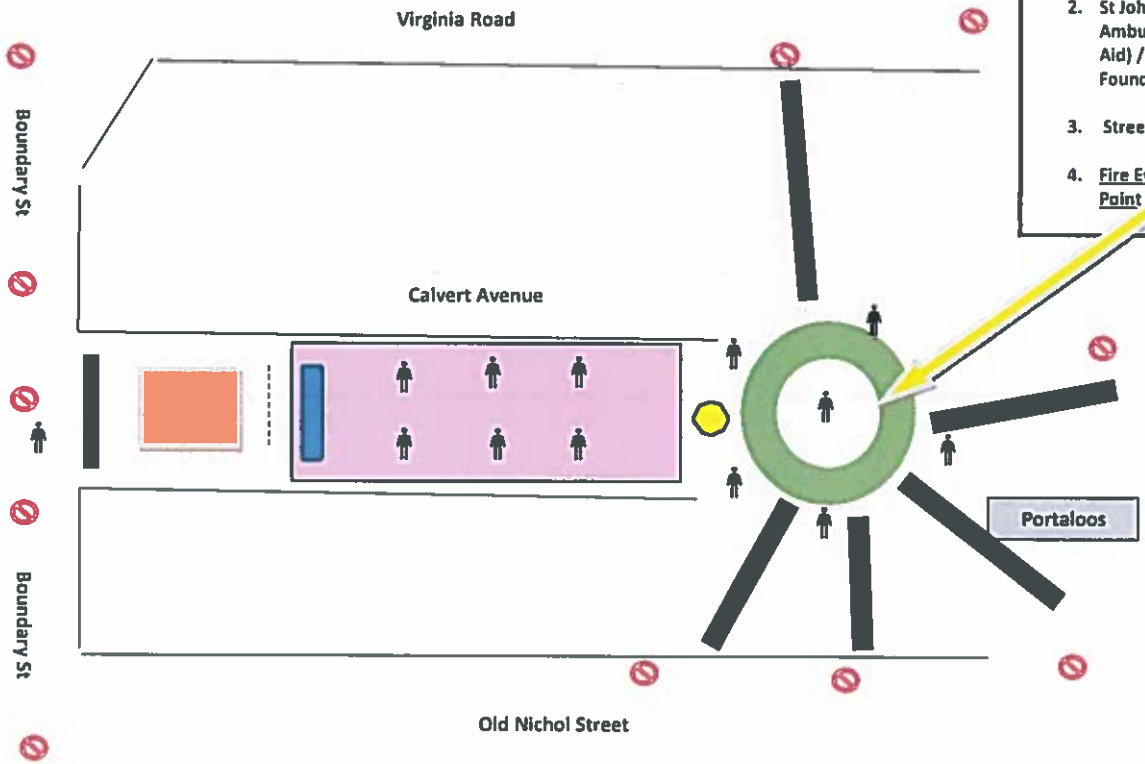 Virginia Road
2. St Joh
Ambu
Aid) /
Found
3. Stree
4. Fire E
Point
Boundary St
Calvert Avenue
Portaloos
Boundary St
Old Nichol Street